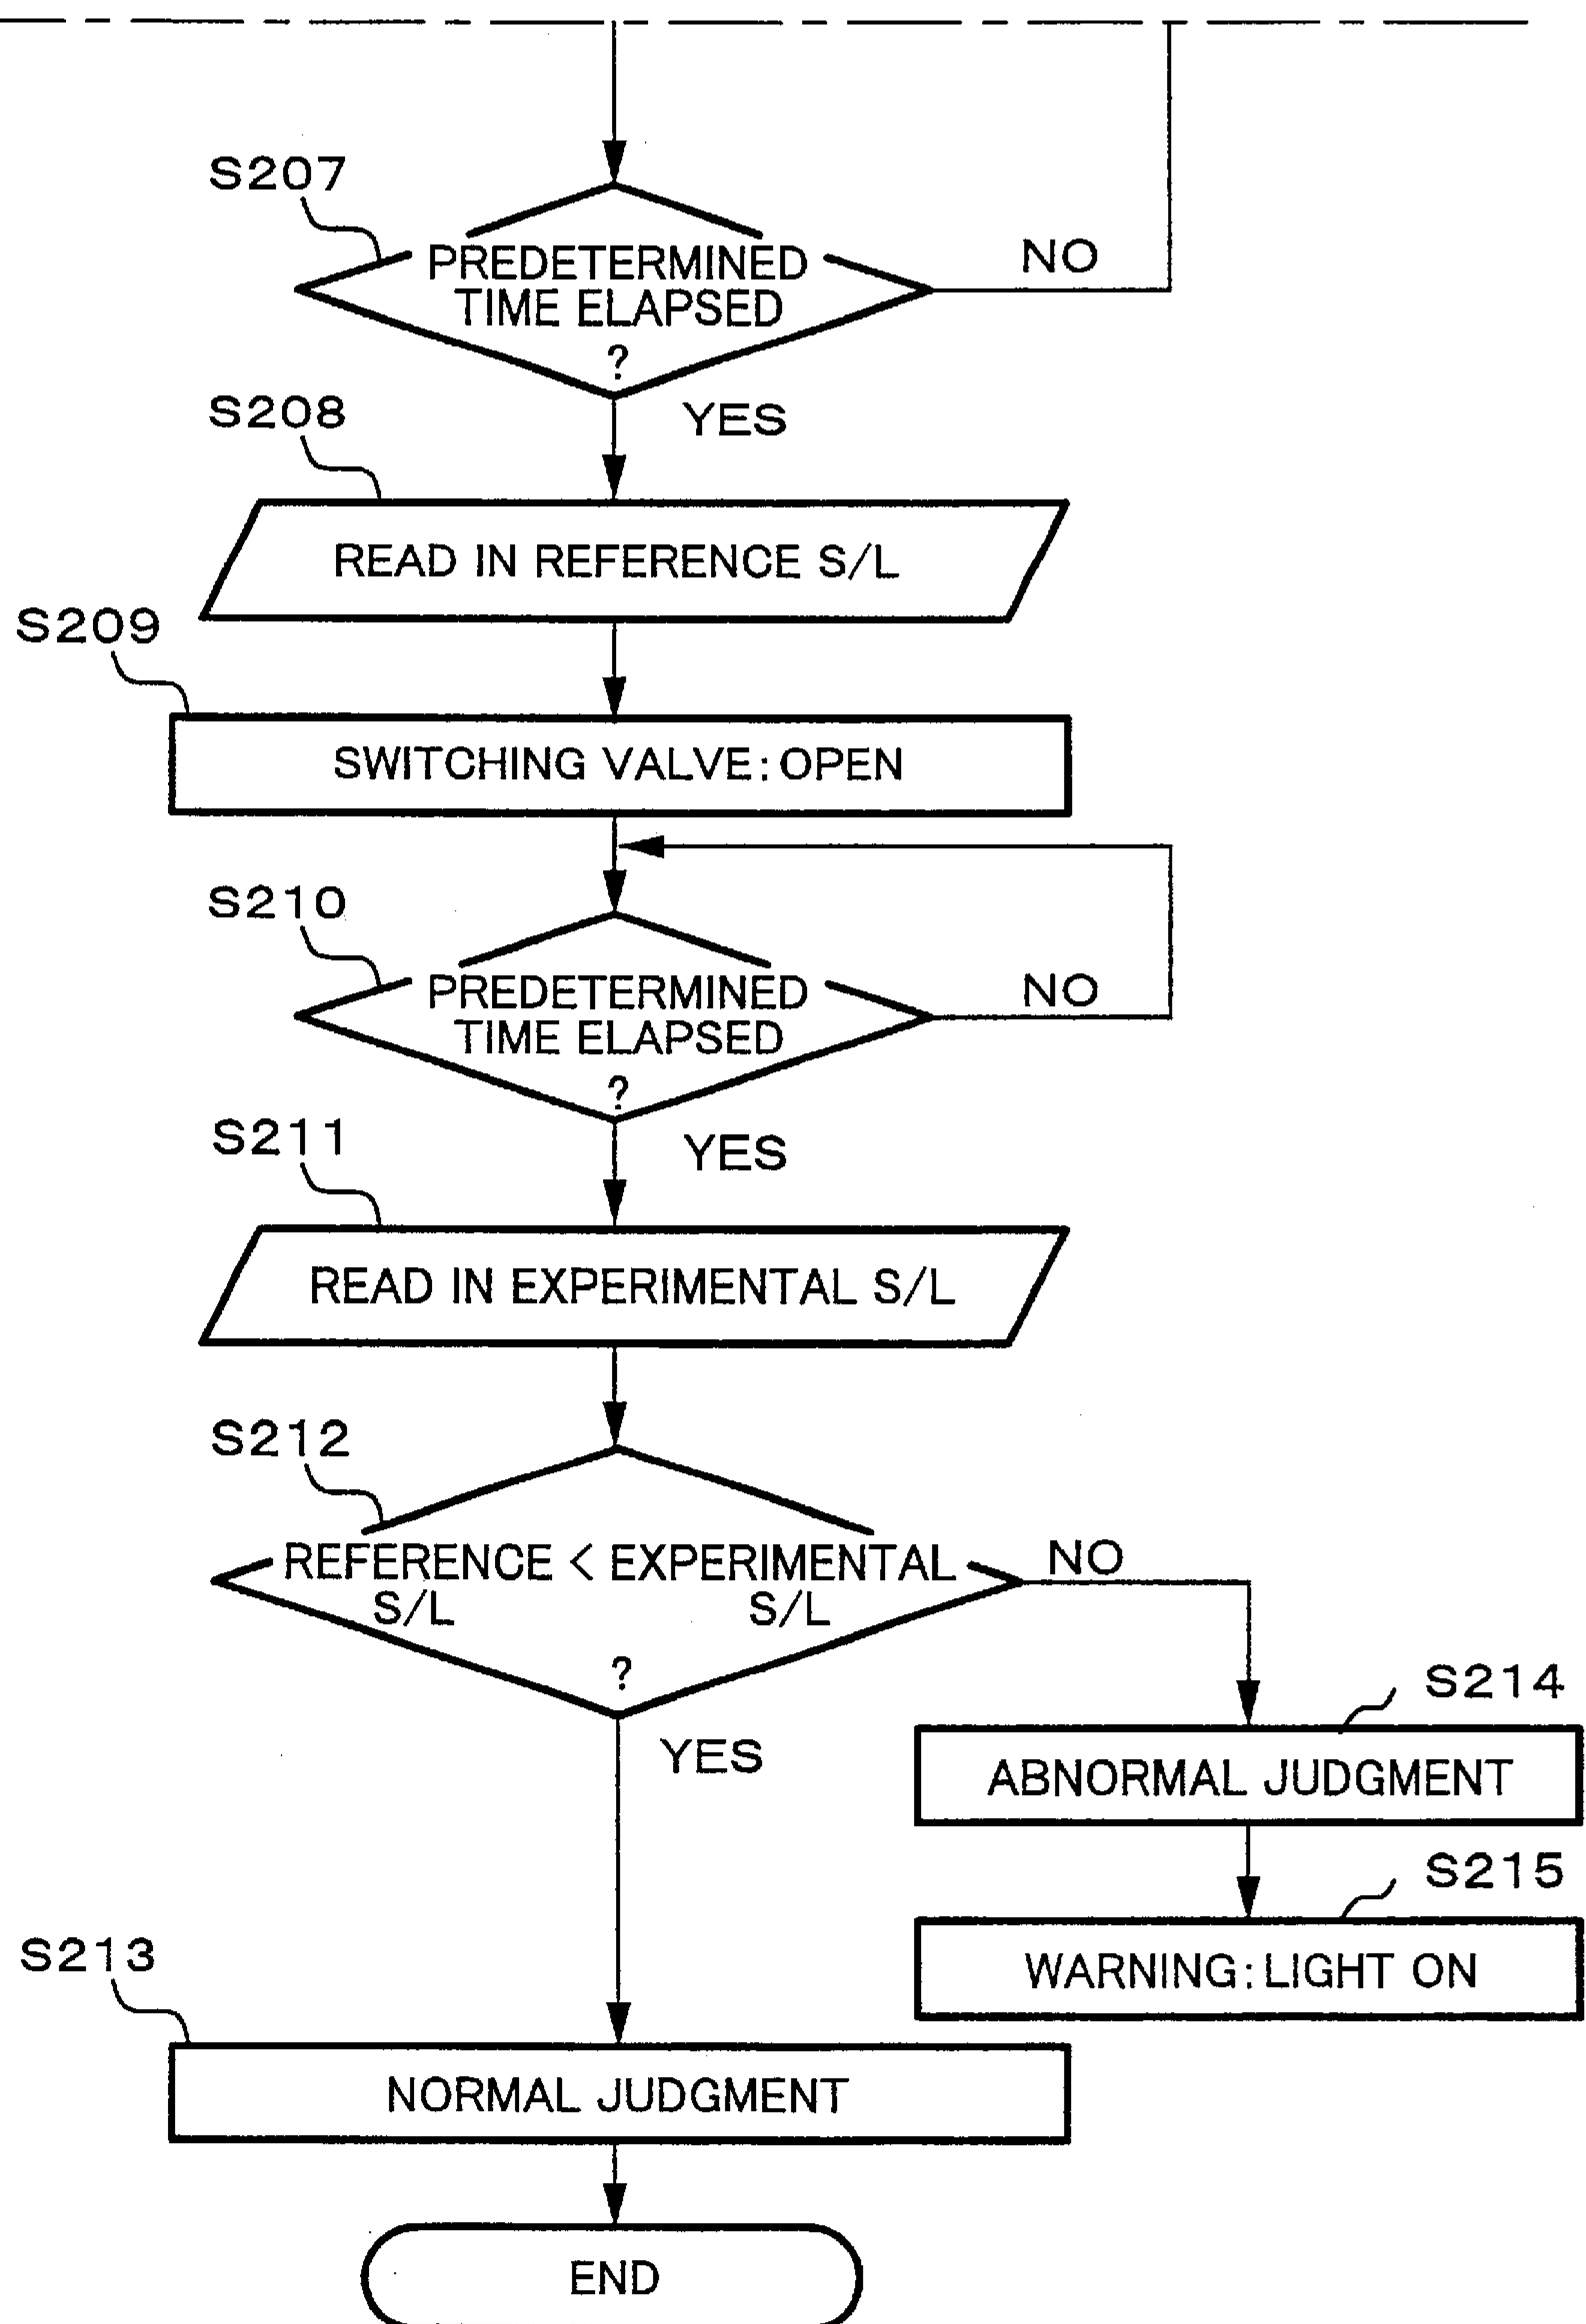 S207
PREDETERMINED
TIME ELAPSED
?
NO
YES
S208
READ IN REFERENCE S/L
S209
SWITCHING VALVE: OPEN
S210
PREDETERMINED
TIME ELAPSED
?
NO
YES
S211
READ IN EXPERIMENTAL S/L
S212
REFERENCE < EXPERIMENTAL
S/L S/L
?
NO
YES
S214
ABNORMAL JUDGMENT
S215
WARNING: LIGHT ON
S213
NORMAL JUDGMENT
END